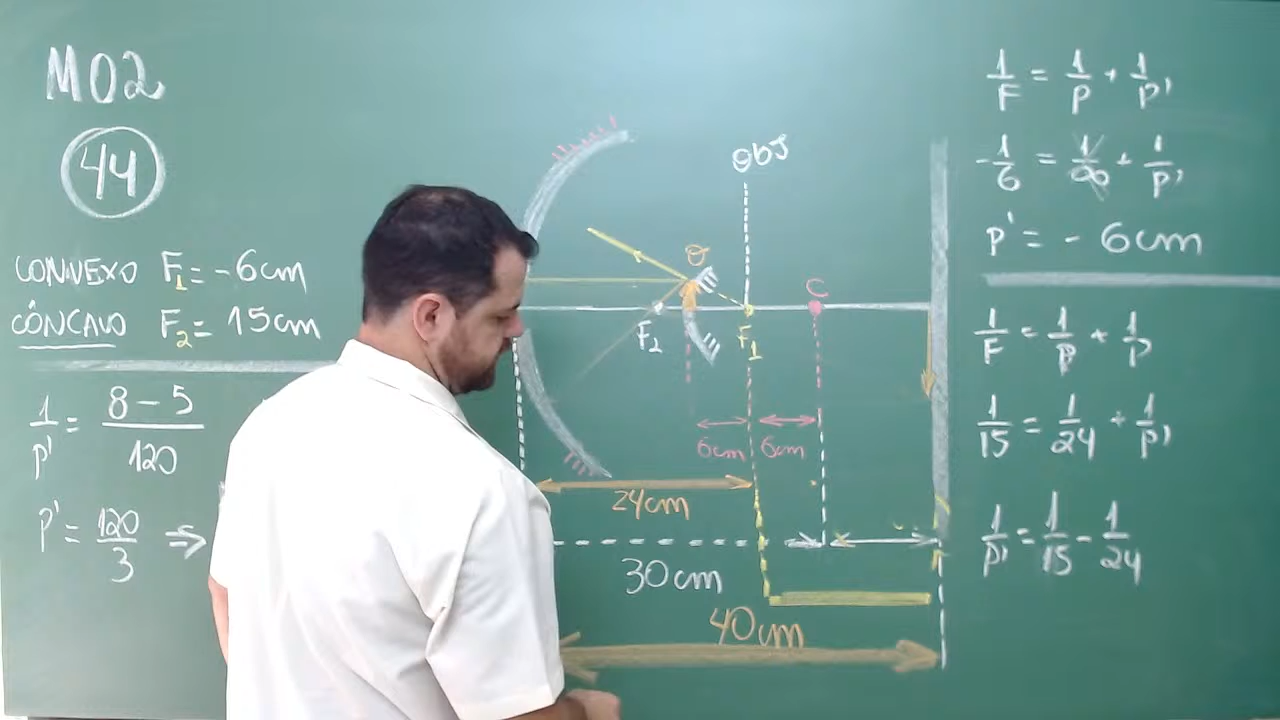 M02
44
CONVEXO F₁ = -6cm
CÔNCAVO F₂ = 15cm
1/p' = 8 - 5/120
p' = 120/3 ⇒
obJ
O
C
F₂
F₁
6cm 6cm
24cm
30cm
40cm
1/F = 1/P + 1/P'
-1/6 = 1/∞ + 1/P'
p' = - 6cm
1/F = 1/P + 1/P
1/15 = 1/24 + 1/P'
1/P' = 1/15 - 1/24